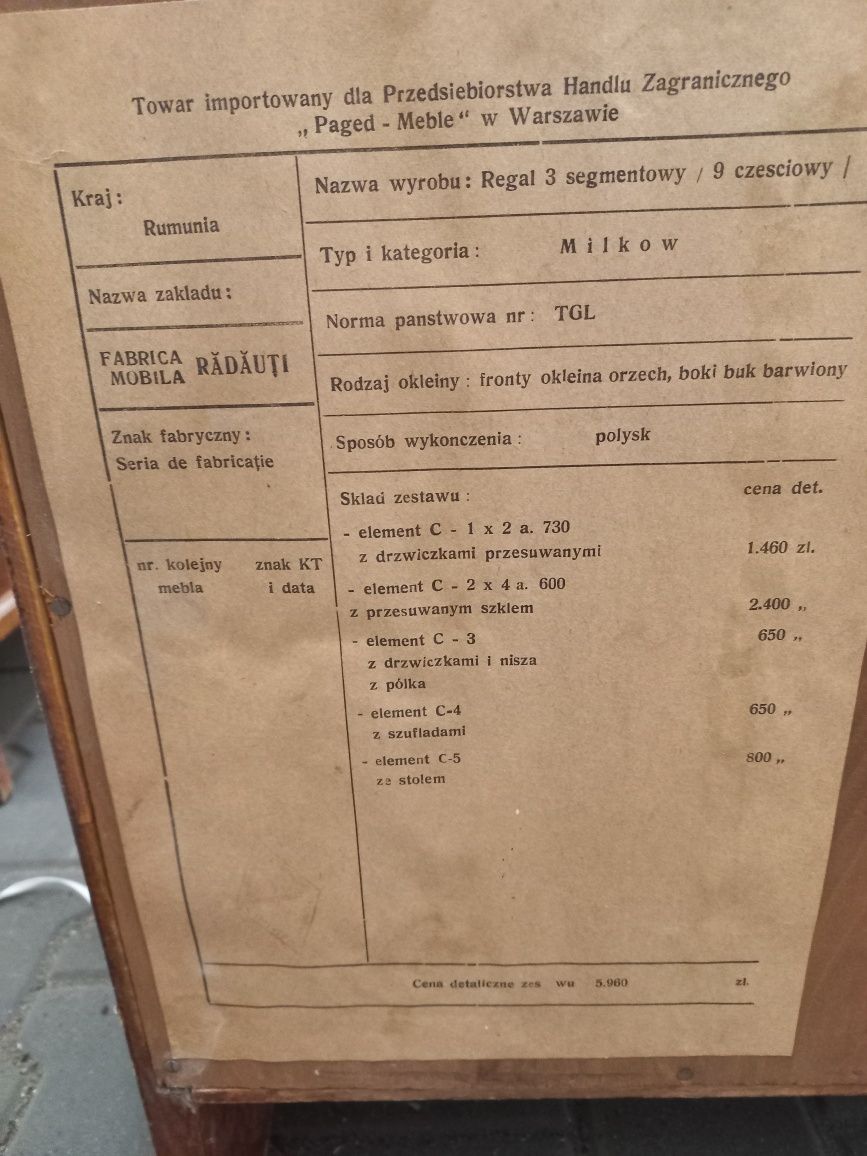 Towar importowany dla Przedsiebiorstwa Handlu Zagranicznego
„Paged - Meble“ w Warszawie
Kraj:
Rumunia
Nazwa zakladu:
FABRICA
MOBILA RĂDĂUŢI
Znak fabryczny:
Seria de fabricaţie
nr. kolejny znak KT
mebla i data
Nazwa wyrobu: Regal 3 segmentowy / 9 czesciowy /
Typ i kategoria: Milkow
Norma panstwowa nr: TGL
Rodzaj okleiny: fronty okleina orzech, boki buk barwiony
Sposób wykonczenia: polysk
Sklad zestawu: cena det.
- element C - 1 x 2 a. 730
z drzwiczkami przesuwanymi 1.460 zl.
- element C - 2 x 4 a. 600
z przesuwanym szklem 2.400 „
- element C - 3 650 „
z drzwiczkami i nisza
z pólka
- element C-4 650 „
z szufladami
- element C-5 800 „
ze stolem
Cena detaliczne zes wu 5.960 zl.